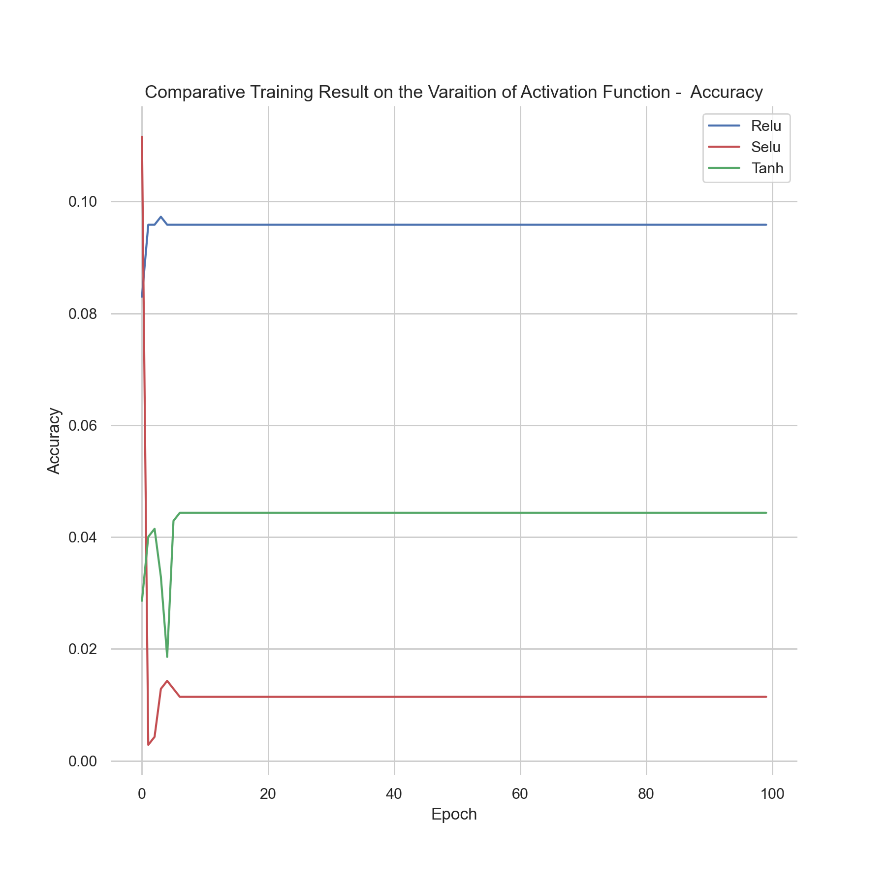 Comparative Training Result on the Varaition of Activation Function -  Accuracy
Relu
Selu
Tanh
0.10
0.08
0.06
0.04
0.02
0.00
Accuracy
0 20 40 60 80 100
Epoch